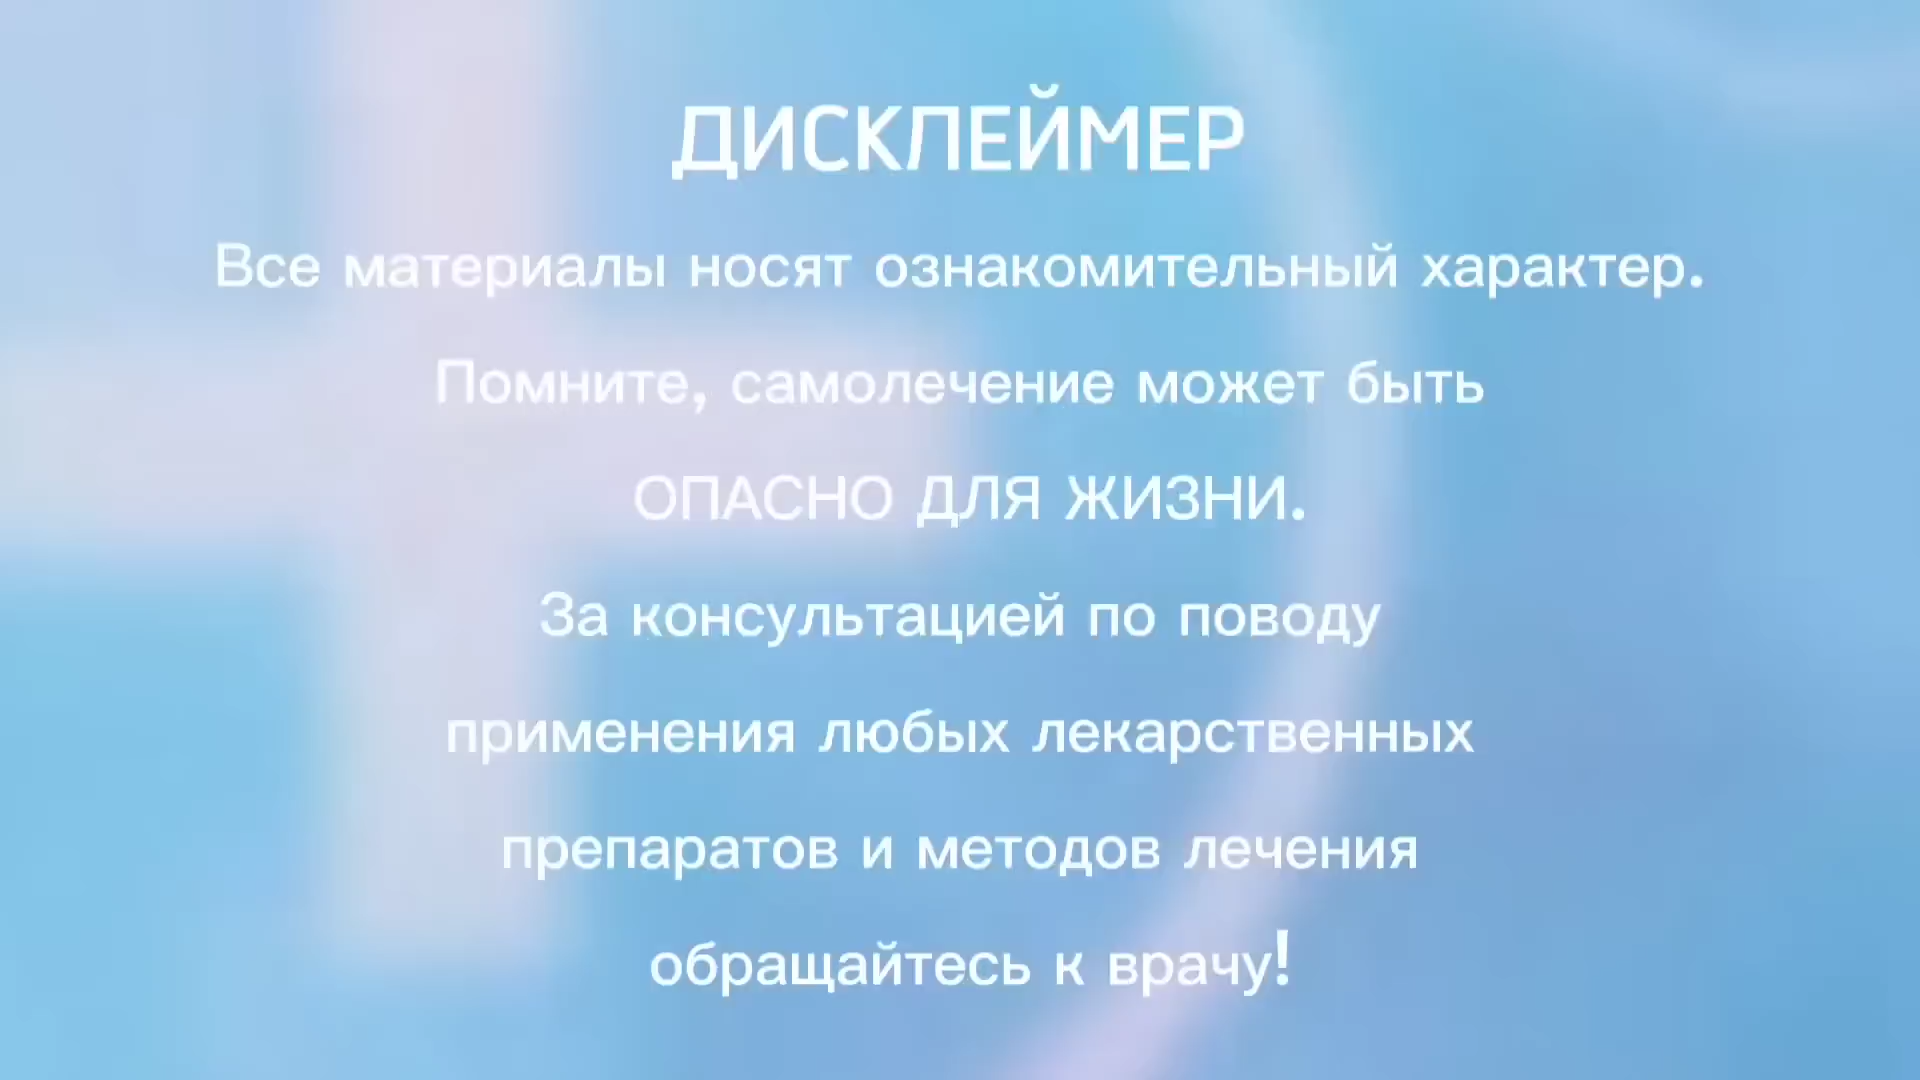 ДИСКЛЕЙМЕР
Все материалы носят ознакомительный характер.
Помните, самолечение может быть
ОПАСНО ДЛЯ ЖИЗНИ.
За консультацией по поводу
применения любых лекарственных
препаратов и методов лечения
обращайтесь к врачу!